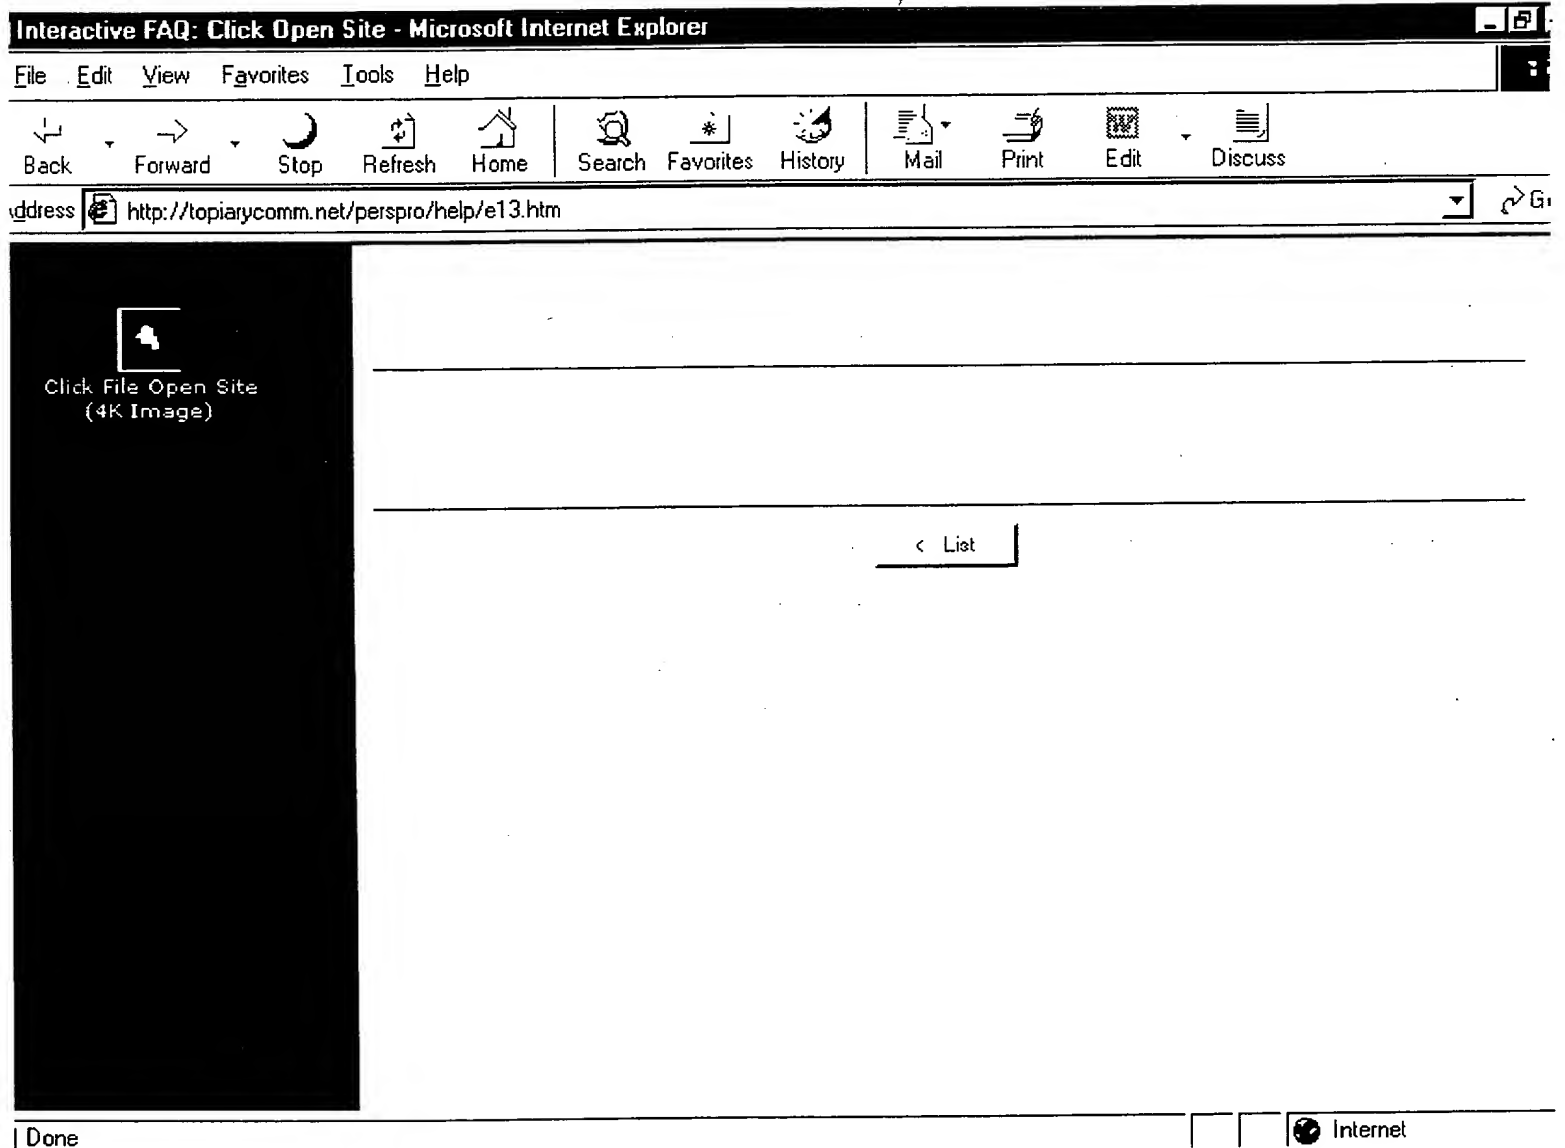 Interactive FAQ: Click Open Site - Microsoft Internet Explorer
File Edit View Favorites Tools Help
Back Forward Stop Refresh Home Search Favorites History Mail Print Edit Discuss
ddress http://topiarycomm.net/perspro/help/e13.htm G
Click File Open Site
(4K Image)
< List
Done Internet